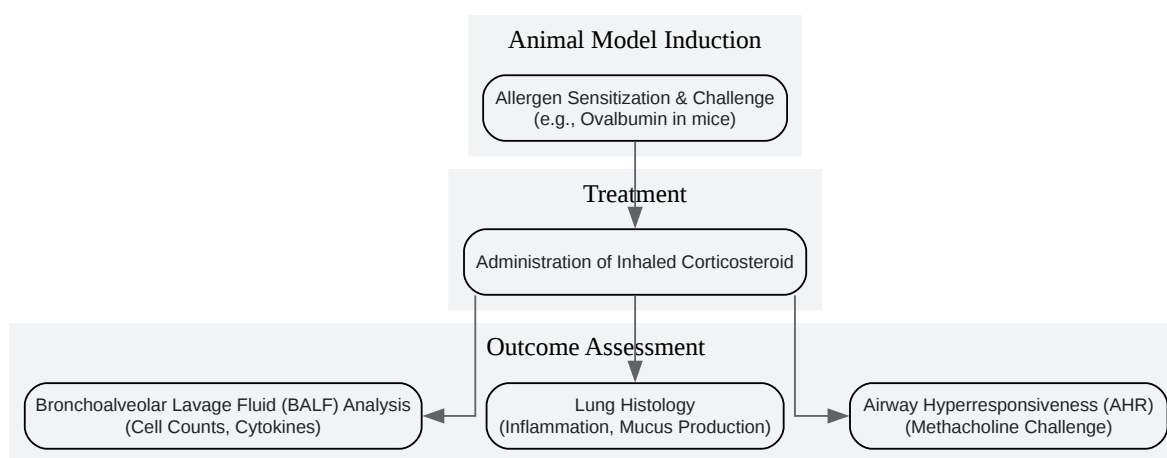 Animal Model Induction
Allergen Sensitization & Challenge
(e.g., Ovalbumin in mice)
Treatment
Administration of Inhaled Corticosteroid
Outcome Assessment
Bronchoalveolar Lavage Fluid (BALF) Analysis
(Cell Counts, Cytokines)
Lung Histology
(Inflammation, Mucus Production)
Airway Hyperresponsiveness (AHR)
(Methacholine Challenge)